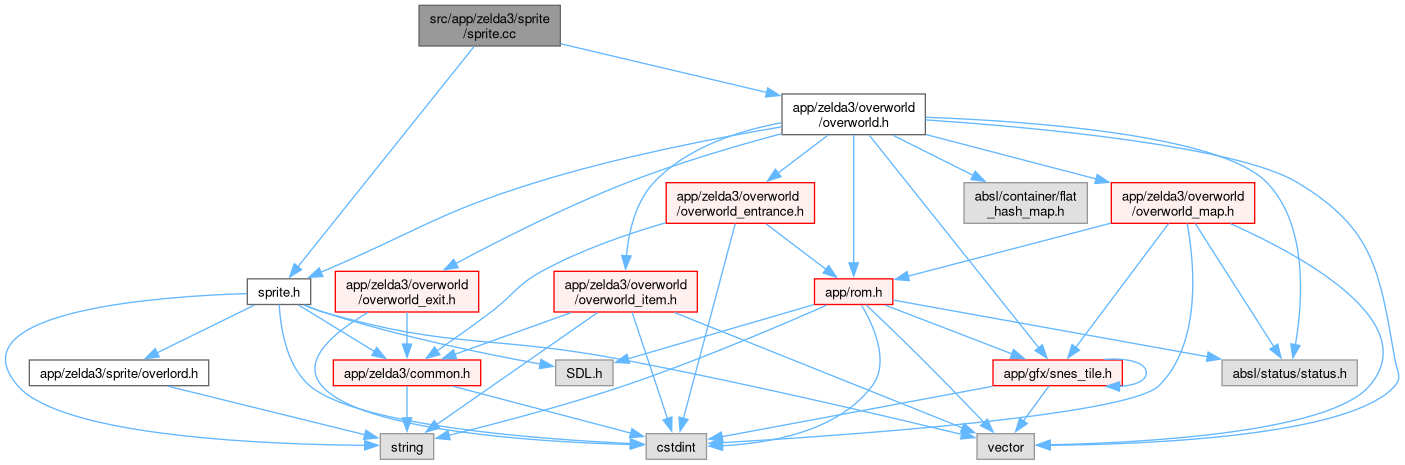 src/app/zelda3/sprite
/sprite.cc
app/zelda3/overworld
/overworld.h
app/zelda3/overworld
/overworld_entrance.h
absl/container/flat
_hash_map.h
app/zelda3/overworld
/overworld_map.h
sprite.h
app/zelda3/overworld
/overworld_exit.h
app/zelda3/overworld
/overworld_item.h
app/rom.h
app/zelda3/sprite/overlord.h
app/zelda3/common.h
SDL.h
app/gfx/snes_tile.h
absl/status/status.h
string
cstdint
vector